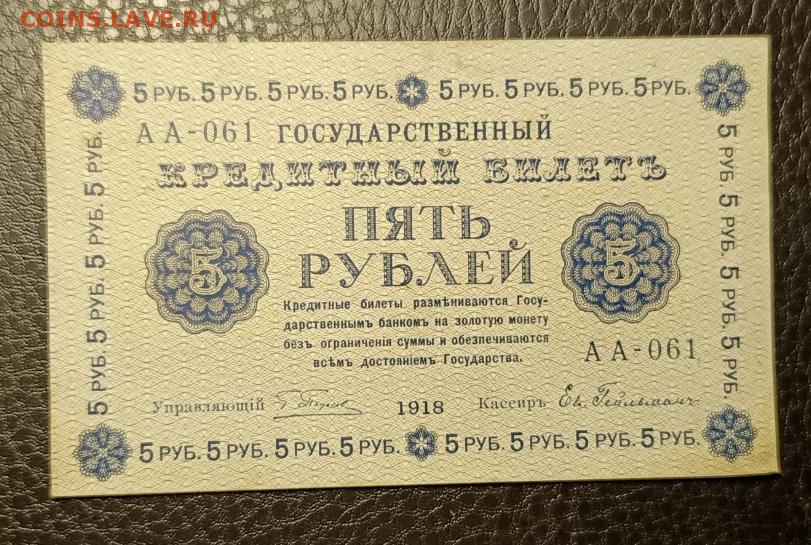 COINS.LAVE.RU
5 РУБ. 5 РУБ. 5 РУБ. 5 РУБ. 5 РУБ. 5 РУБ. 5 РУБ. 5 РУБ.
АА-061 ГОСУДАРСТВЕННЫЙ
КРЕДИТНЫЙ БИЛЕТЪ
ПЯТЬ
РУБЛЕЙ
5
5
Кредитные билеты размѣниваются Госу-
дарственнымъ банкомъ на золотую монету
безъ ограниченія суммы и обезпечиваются
всѣмъ достояніемъ Государства.
АА-061
Управляющій
1918
Кассиръ Ев. Гейльманъ
5 РУБ. 5 РУБ. 5 РУБ. 5 РУБ.
5 РУБ. 5 РУБ. 5 РУБ. 5 РУБ.
5 РУБ. 5 РУБ. 5 РУБ. 5 РУБ. 5 РУБ. 5 РУБ. 5 РУБ. 5 РУБ.